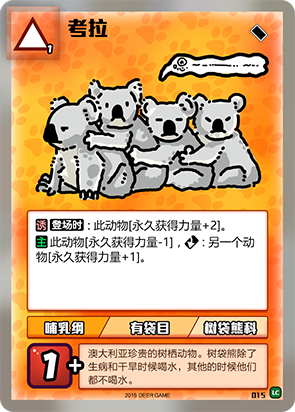 1
考拉
诱 登场时：此动物[永久获得力量+2]。
主 此动物[永久获得力量-1]，：另一个动
物[永久获得力量+1]。
哺乳纲 有袋目 树袋熊科
1+
澳大利亚珍贵的树栖动物。树袋熊除了
生病和干旱时候喝水，其他的时候他们
都不喝水。
2015 DEER GAME
015 LC